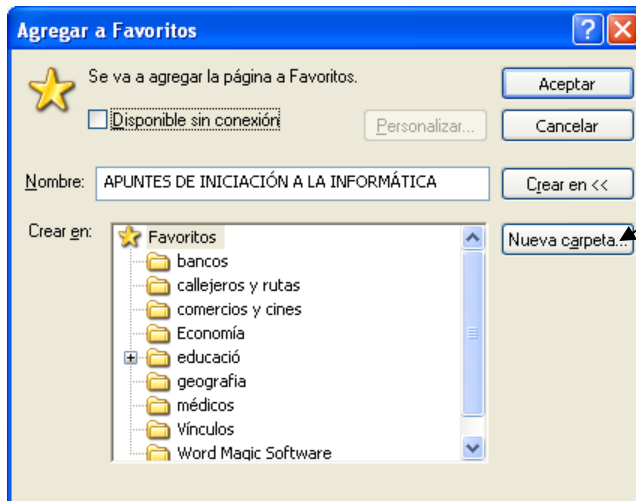 Agregar a Favoritos
Se va a agregar la página a Favoritos.
Disponible sin conexión
Personalizar...
Aceptar
Cancelar
Nombre: APUNTES DE INICIACIÓN A LA INFORMÁTICA
Crear en <<
Crear en:
Favoritos
bancos
callejeros y rutas
comercios y cines
Economía
educació
geografia
médicos
Vínculos
Word Magic Software
Nueva carpeta...